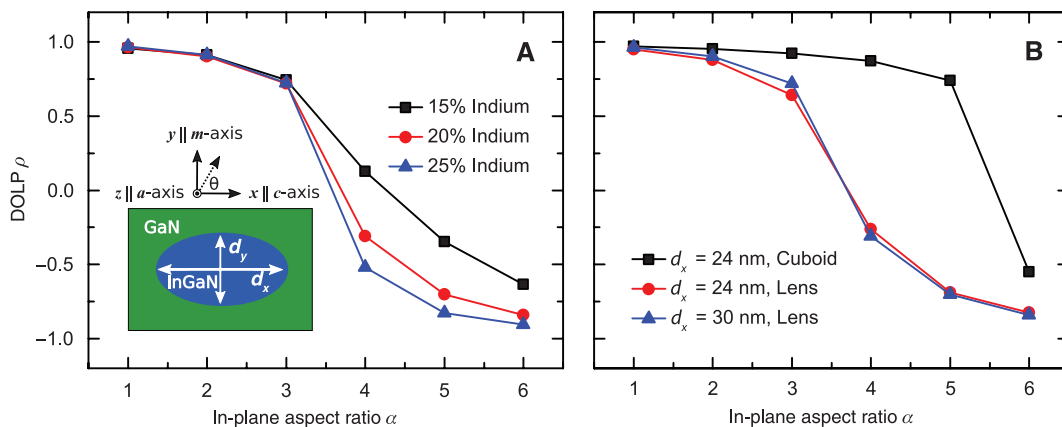 A
1.0
0.5
0.0
−0.5
−1.0
DOLP ρ
15% Indium
20% Indium
25% Indium
y || m-axis
θ
z || a-axis
x || c-axis
GaN
d_y
InGaN
d_x
1 2 3 4 5 6
In-plane aspect ratio α
B
d_x = 24 nm, Cuboid
d_x = 24 nm, Lens
d_x = 30 nm, Lens
1 2 3 4 5 6
In-plane aspect ratio α